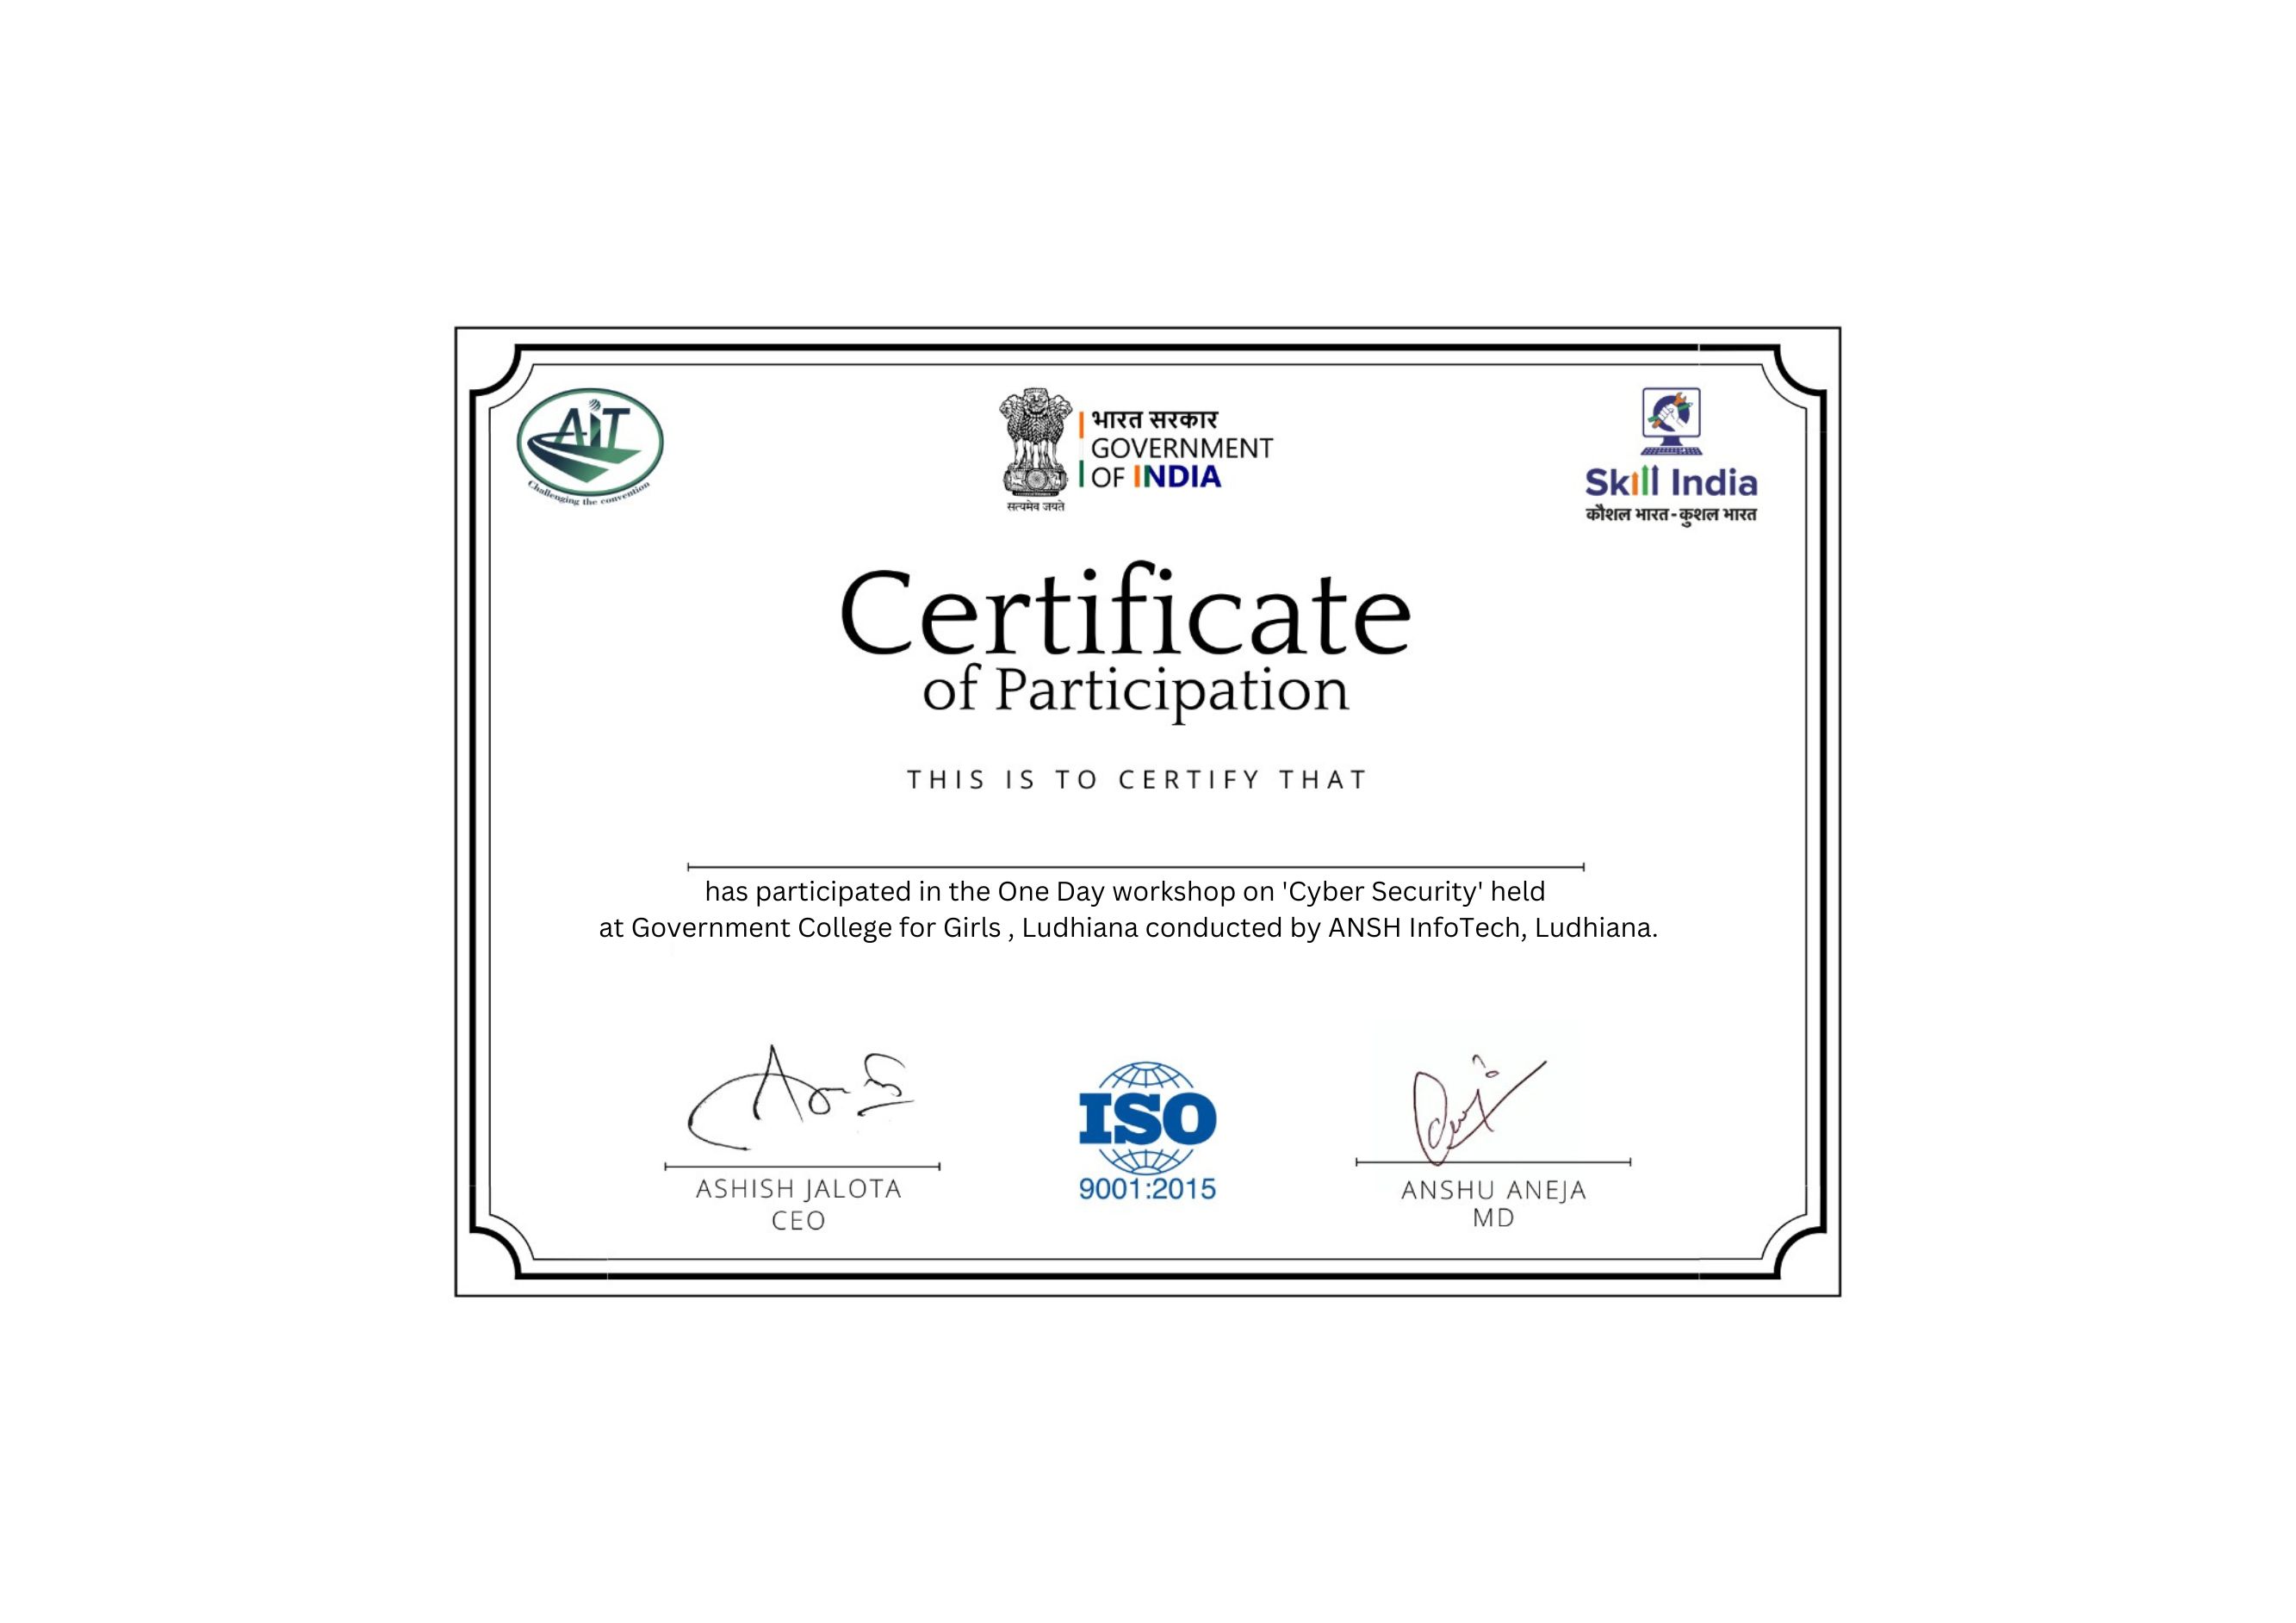 AiT
Challenging the convention
भारत सरकार
GOVERNMENT
OF INDIA
सत्यमेव जयते
Skill India
कौशल भारत - कुशल भारत
Certificate
of Participation
THIS IS TO CERTIFY THAT
has participated in the One Day workshop on 'Cyber Security' held
at Government College for Girls , Ludhiana conducted by ANSH InfoTech, Ludhiana.
ASHISH JALOTA
CEO
ISO
9001:2015
ANSHU ANEJA
MD